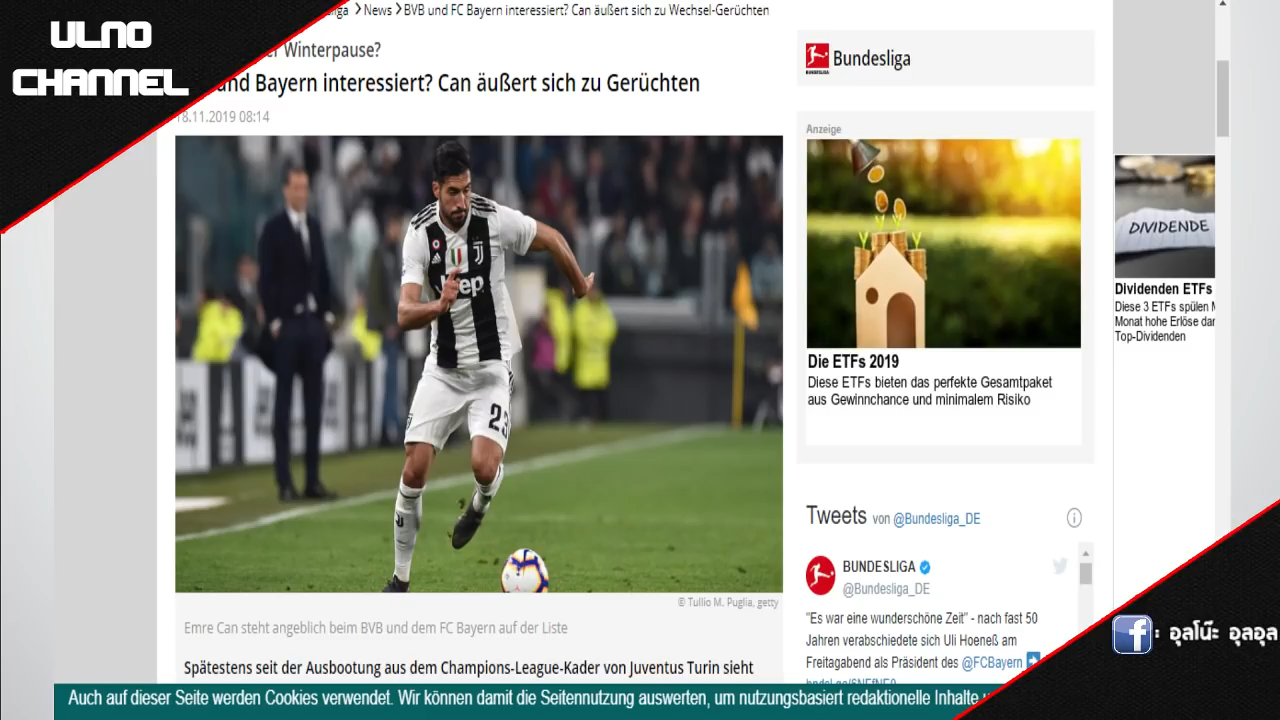 ULNO
CHANNEL
News > BVB und FC Bayern interessiert? Can äußert sich zu Wechsel-Gerüchten
Winterpause?
und Bayern interessiert? Can äußert sich zu Gerüchten
18.11.2019 08:14
Jeep
23
© Tullio M. Puglia, getty
Emre Can steht angeblich beim BVB und dem FC Bayern auf der Liste
Spätestens seit der Ausbootung aus dem Champions-League-Kader von Juventus Turin sieht
Bundesliga
Anzeige
Die ETFs 2019
Diese ETFs bieten das perfekte Gesamtpaket
aus Gewinnchance und minimalem Risiko
DIVIDENDE
Dividenden ETFs
Diese 3 ETFs spülen
Monat hohe Erlöse
Top-Dividenden
Tweets von @Bundesliga_DE
BUNDESLIGA
@Bundesliga_DE
"Es war eine wunderschöne Zeit" - nach fast 50
Jahren verabschiedete sich Uli Hoeneß am
Freitagabend als Präsident des @FCBayern
: อุลโน๊ะ อุลอุล
Auch auf dieser Seite werden Cookies verwendet. Wir können damit die Seitennutzung auswerten, um nutzungsbasiert redaktionelle Inhalte